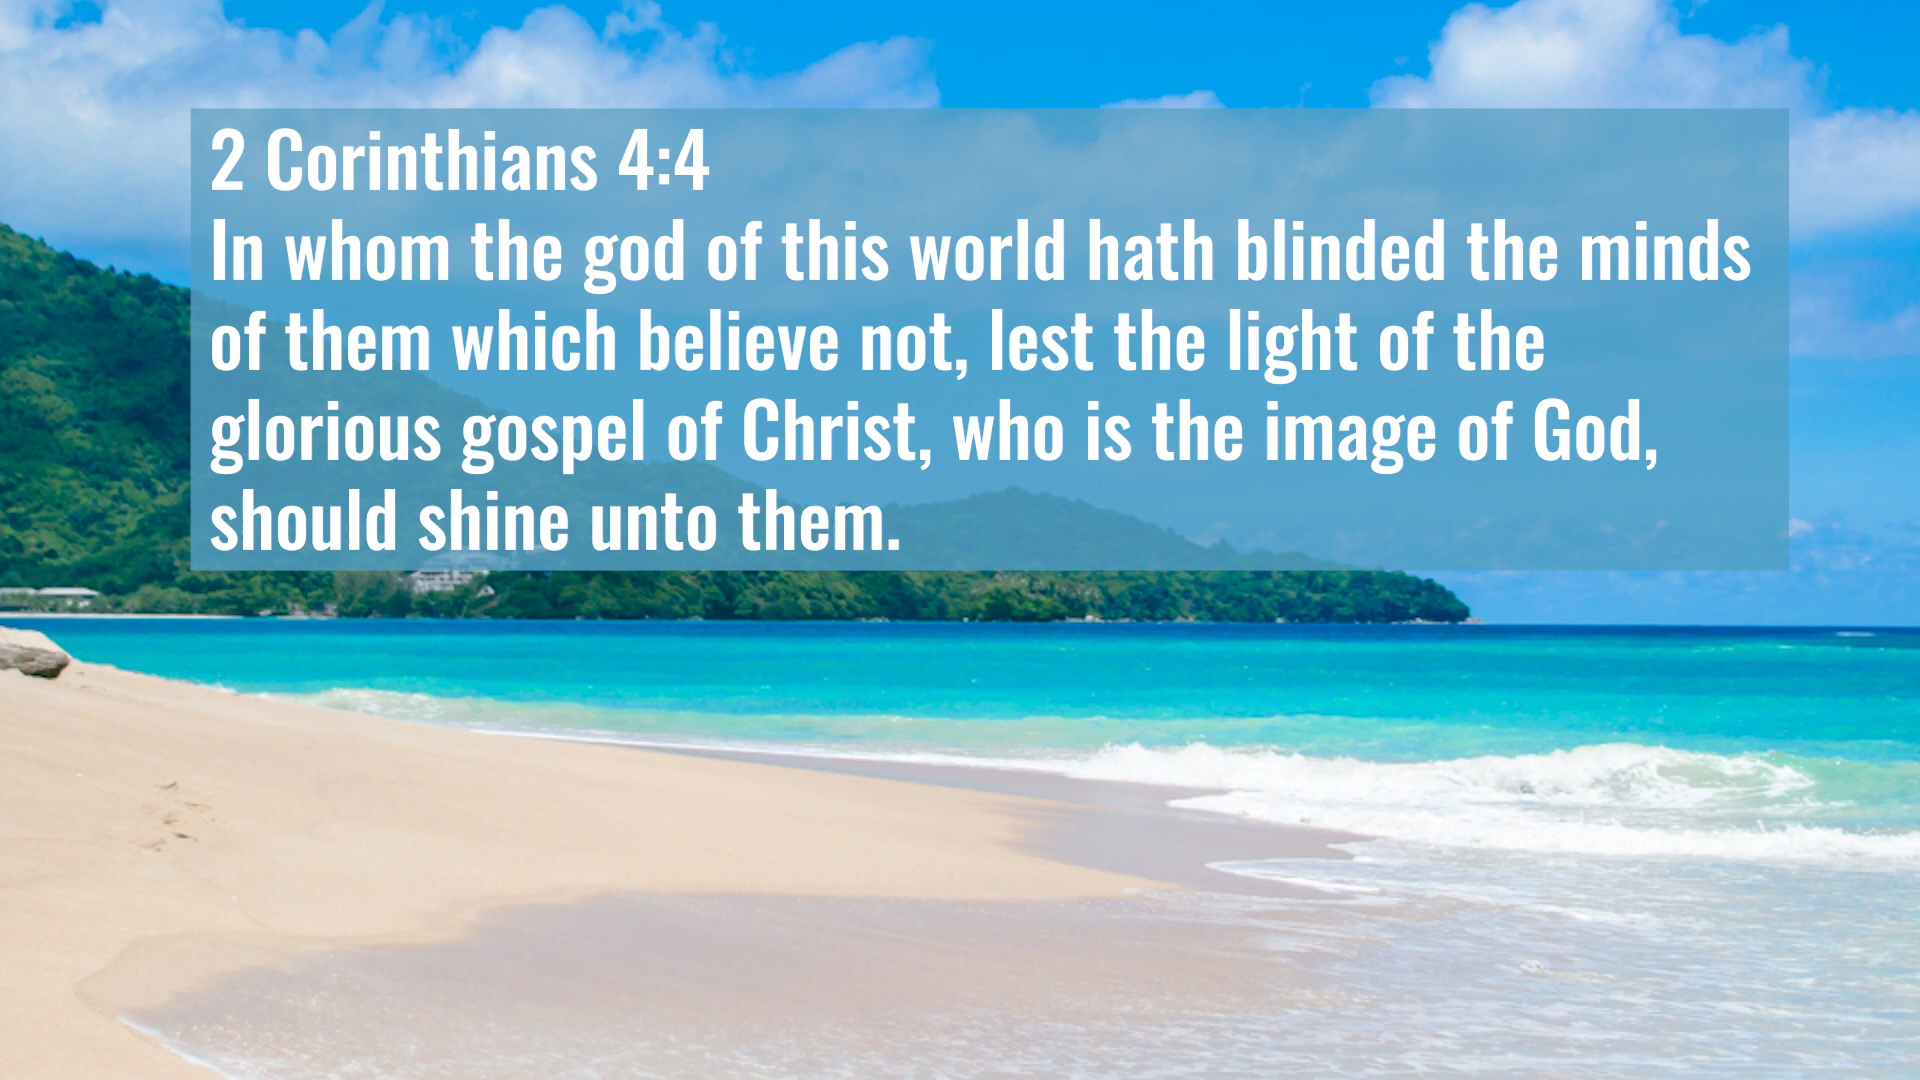 2 Corinthians 4:4
In whom the god of this world hath blinded the minds
of them which believe not, lest the light of the
glorious gospel of Christ, who is the image of God,
should shine unto them.